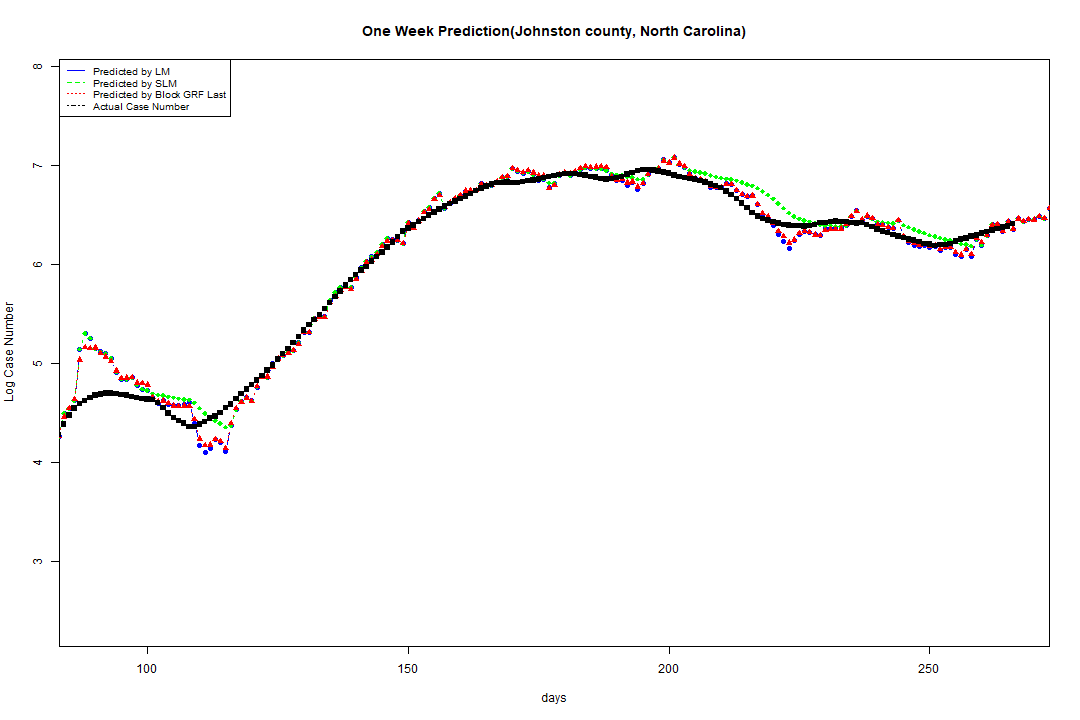 One Week Prediction(Johnston county, North Carolina)
Predicted by LM
Predicted by SLM
Predicted by Block GRF Last
Actual Case Number
8
7
6
5
4
3
Log Case Number
100
150
200
250
days